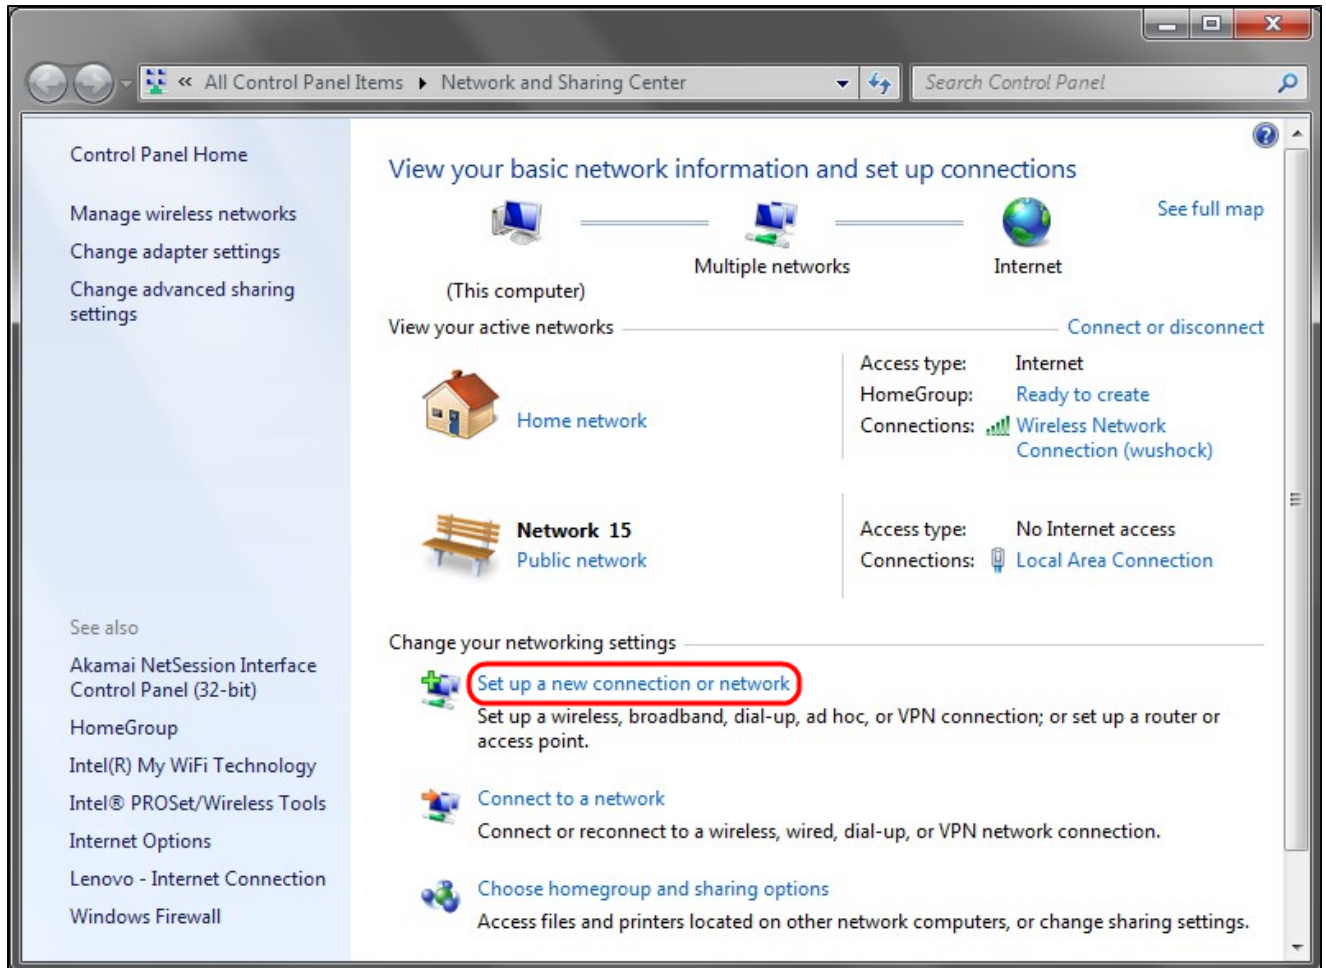 « All Control Panel Items ▸ Network and Sharing Center
Search Control Panel
Control Panel Home
Manage wireless networks
Change adapter settings
Change advanced sharing
settings
See also
Akamai NetSession Interface
Control Panel (32-bit)
HomeGroup
Intel(R) My WiFi Technology
Intel® PROSet/Wireless Tools
Internet Options
Lenovo - Internet Connection
Windows Firewall
View your basic network information and set up connections
See full map
(This computer)
Multiple networks
Internet
View your active networks
Connect or disconnect
Home network
Access type: Internet
HomeGroup: Ready to create
Connections: Wireless Network
Connection (wushock)
Network 15
Public network
Access type: No Internet access
Connections: Local Area Connection
Change your networking settings
Set up a new connection or network
Set up a wireless, broadband, dial-up, ad hoc, or VPN connection; or set up a router or
access point.
Connect to a network
Connect or reconnect to a wireless, wired, dial-up, or VPN network connection.
Choose homegroup and sharing options
Access files and printers located on other network computers, or change sharing settings.